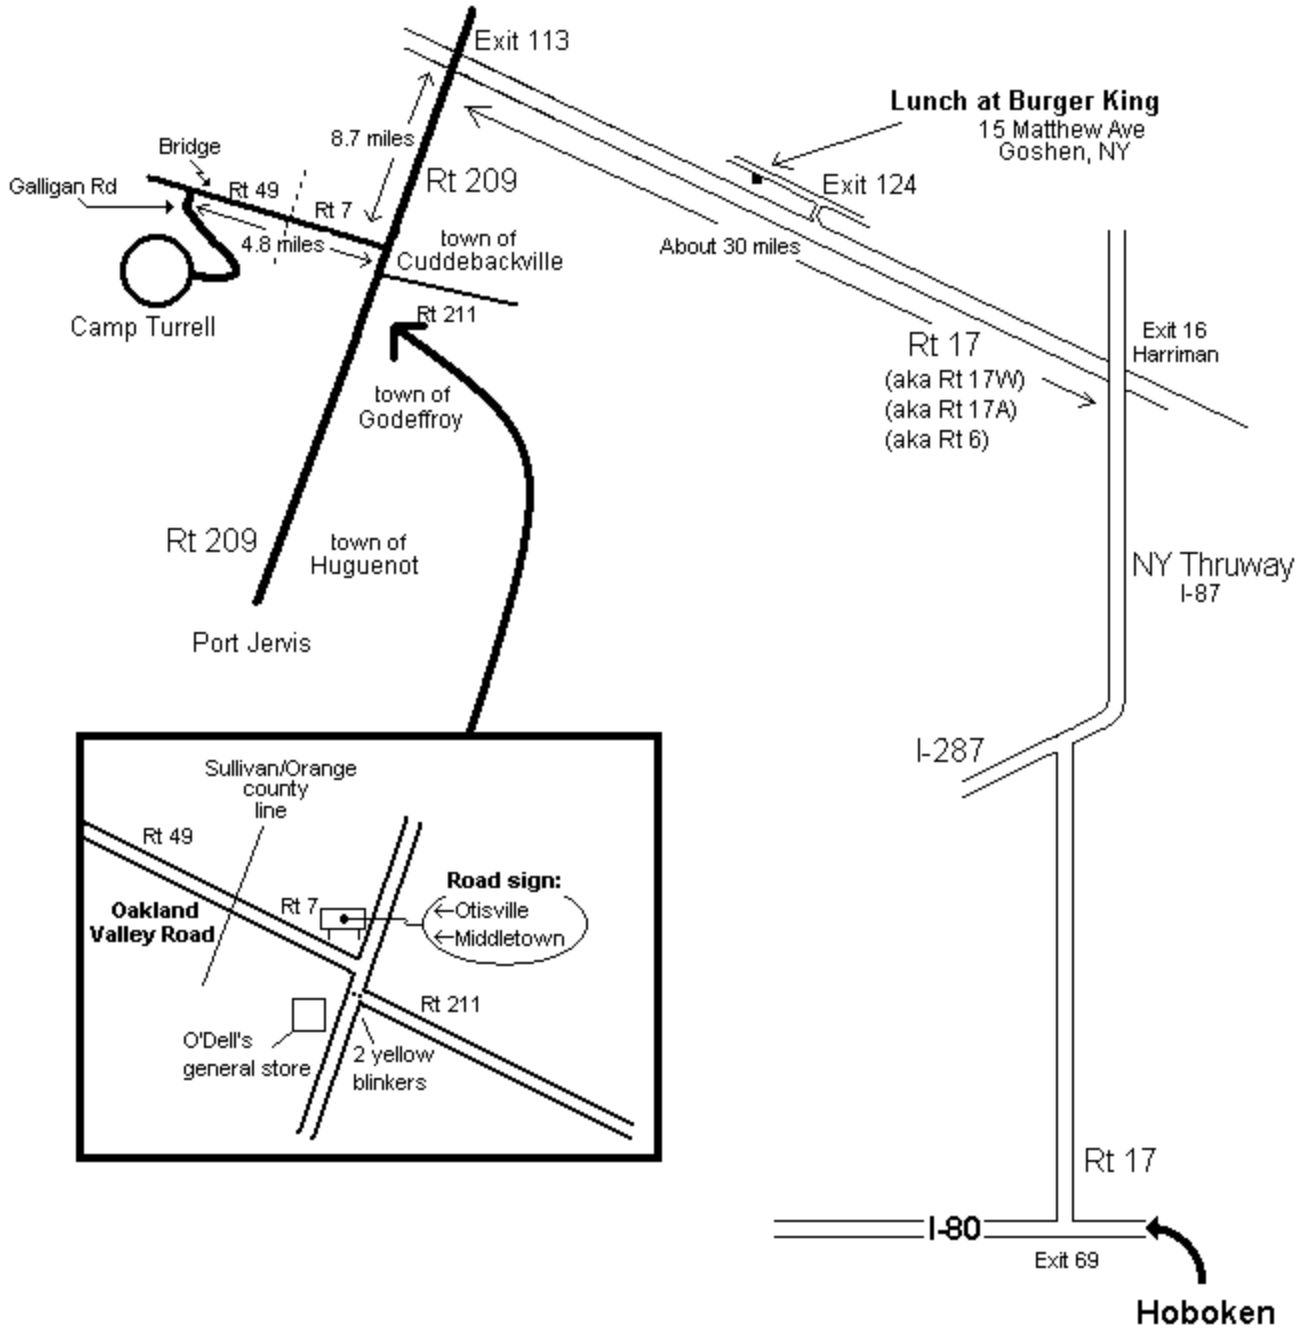 Exit 113
Lunch at Burger King
15 Matthew Ave
Goshen, NY
8.7 miles
Bridge
Galligan Rd
Rt 49
Rt 209
Exit 124
Rt 7
4.8 miles
town of
Cuddebackville
About 30 miles
Camp Turrell
Rt 211
Exit 16
Harriman
Rt 17
(aka Rt 17W)
(aka Rt 17A)
(aka Rt 6)
town of
Godeffroy
Rt 209
town of
Huguenot
NY Thruway
I-87
Port Jervis
I-287
Sullivan/Orange
county
line
Rt 49
Road sign:
Rt 7
←Otisville
←Middletown
Oakland
Valley Road
Rt 211
O'Dell's
general store
2 yellow
blinkers
Rt 17
I-80
Exit 69
Hoboken